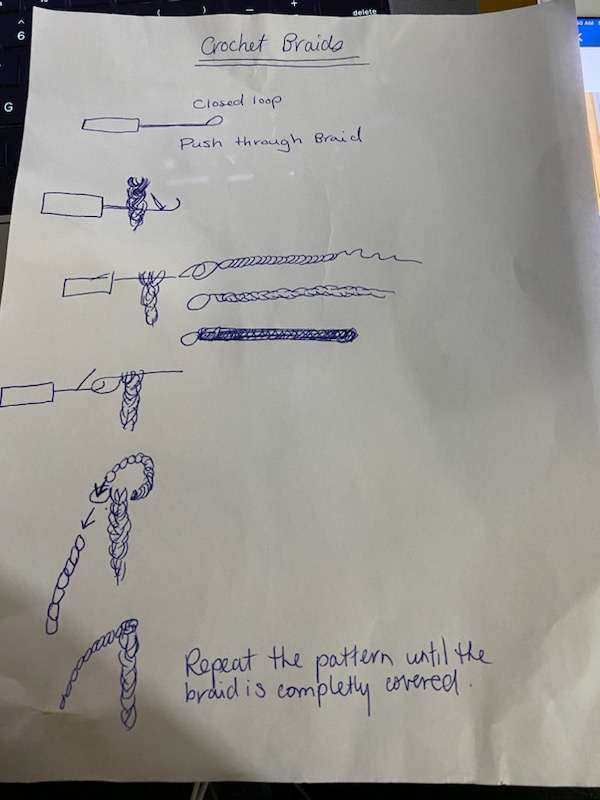 delete
6
G
Crochet Braids
Closed loop
Push through Braid
Repeat the pattern until the
braid is completly covered.